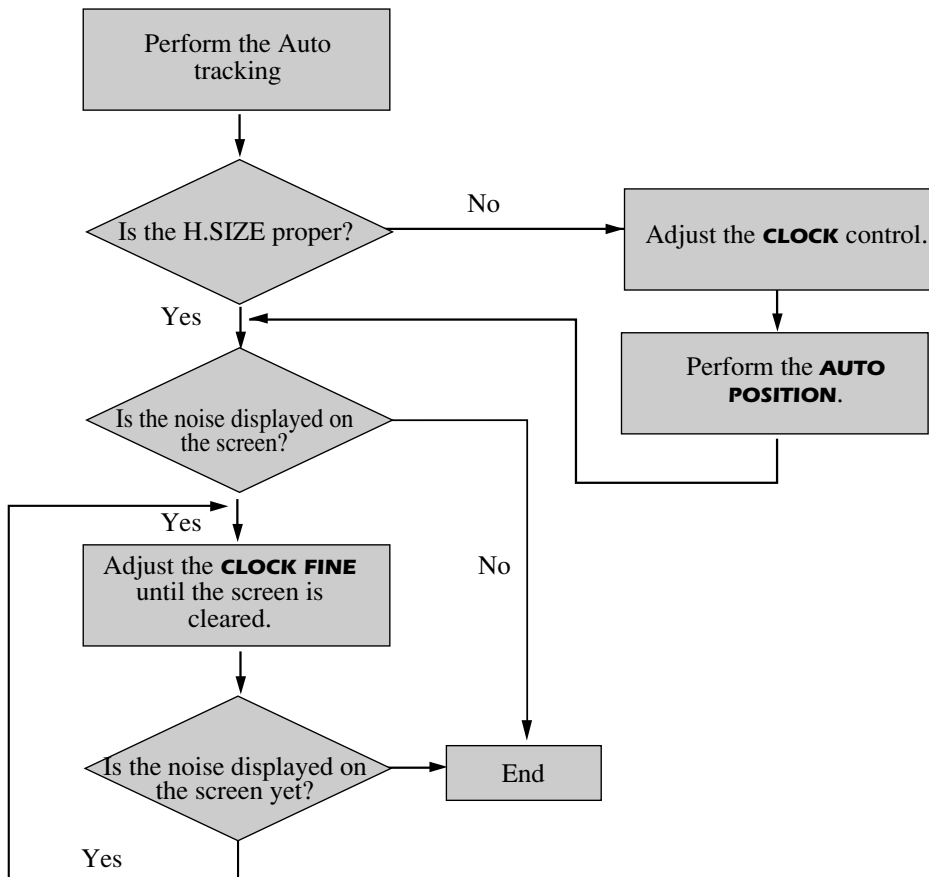 Perform the Auto
tracking
Is the H.SIZE proper?
No
Adjust the CLOCK control.
Yes
Perform the AUTO
POSITION.
Is the noise displayed on
the screen?
Yes
Adjust the CLOCK FINE
until the screen is
cleared.
No
Is the noise displayed on
the screen yet?
End
Yes